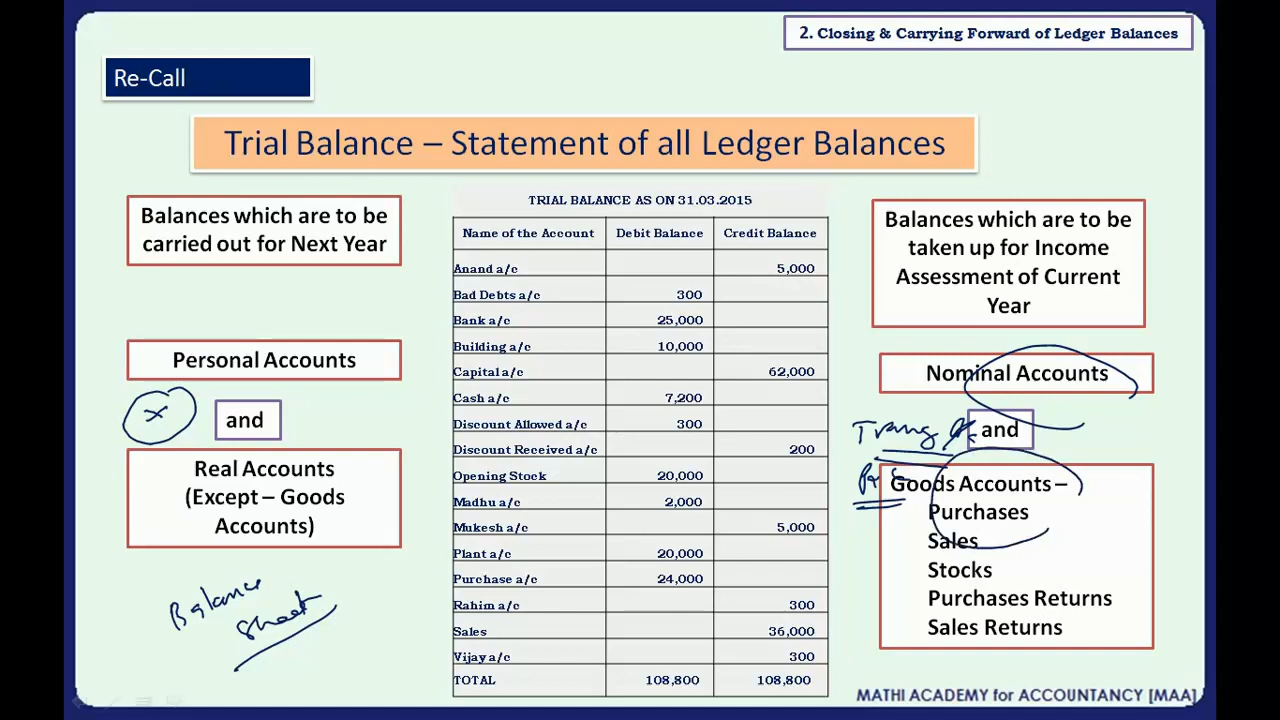 2. Closing & Carrying Forward of Ledger Balances
Re-Call
Trial Balance – Statement of all Ledger Balances
Balances which are to be
carried out for Next Year
Personal Accounts
x
and
Real Accounts
(Except – Goods
Accounts)
Balance
Sheet
TRIAL BALANCE AS ON 31.03.2015
Name of the Account Debit Balance Credit Balance
Anand a/c 5,000
Bad Debts a/c 300
Bank a/c 25,000
Building a/c 10,000
Capital a/c 62,000
Cash a/c 7,200
Discount Allowed a/c 300
Discount Received a/c 200
Opening Stock 20,000
Madhu a/c 2,000
Mukesh a/c 5,000
Plant a/c 20,000
Purchase a/c 24,000
Rahim a/c 300
Sales 36,000
Vijay a/c 300
TOTAL 108,800 108,800
Balances which are to be
taken up for Income
Assessment of Current
Year
Nominal Accounts
and
Goods Accounts –
Purchases
Sales
Stocks
Purchases Returns
Sales Returns
MATHI ACADEMY for ACCOUNTANCY [MAA]